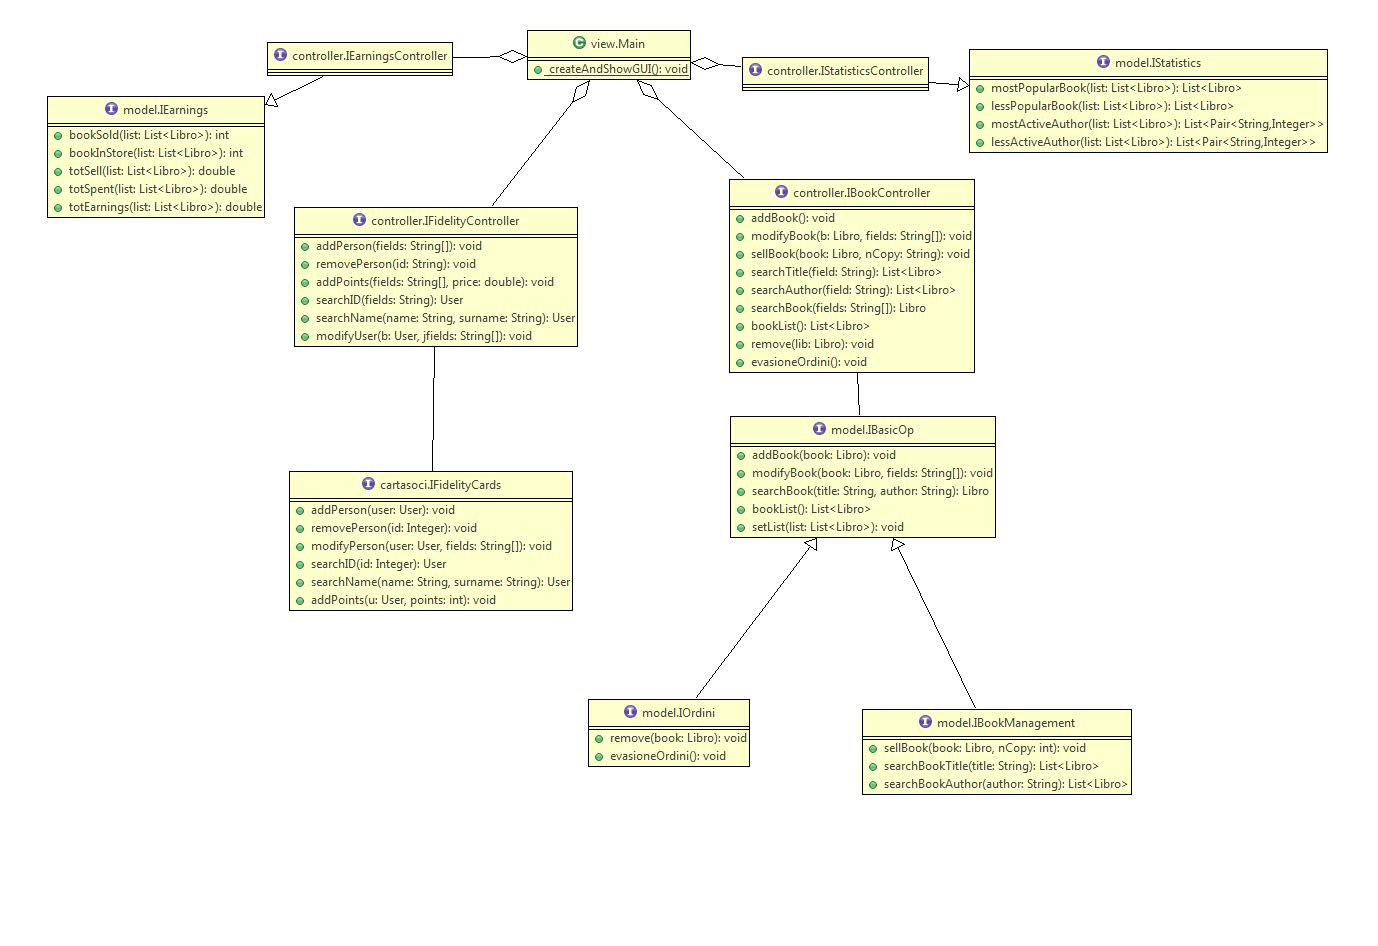 view.Main
_createAndShowGUI(): void
controller.IEarningsController
controller.IStatisticsController
model.IStatistics
mostPopularBook(list: List<Libro>): List<Libro>
lessPopularBook(list: List<Libro>): List<Libro>
mostActiveAuthor(list: List<Libro>): List<Pair<String,Integer>>
lessActiveAuthor(list: List<Libro>): List<Pair<String,Integer>>
model.IEarnings
bookSold(list: List<Libro>): int
bookInStore(list: List<Libro>): int
totSell(list: List<Libro>): double
totSpent(list: List<Libro>): double
totEarnings(list: List<Libro>): double
controller.IFidelityController
addPerson(fields: String[]): void
removePerson(id: String): void
addPoints(fields: String[], price: double): void
searchID(fields: String): User
searchName(name: String, surname: String): User
modifyUser(b: User, jfields: String[]): void
controller.IBookController
addBook(): void
modifyBook(b: Libro, fields: String[]): void
sellBook(book: Libro, nCopy: String): void
searchTitle(field: String): List<Libro>
searchAuthor(field: String): List<Libro>
searchBook(fields: String[]): Libro
bookList(): List<Libro>
remove(lib: Libro): void
evasioneOrdini(): void
model.IBasicOp
addBook(book: Libro): void
modifyBook(book: Libro, fields: String[]): void
searchBook(title: String, author: String): Libro
bookList(): List<Libro>
setList(list: List<Libro>): void
cartasoci.IFidelityCards
addPerson(user: User): void
removePerson(id: Integer): void
modifyPerson(user: User, fields: String[]): void
searchID(id: Integer): User
searchName(name: String, surname: String): User
addPoints(u: User, points: int): void
model.IOrdini
remove(book: Libro): void
evasioneOrdini(): void
model.IBookManagement
sellBook(book: Libro, nCopy: int): void
searchBookTitle(title: String): List<Libro>
searchBookAuthor(author: String): List<Libro>